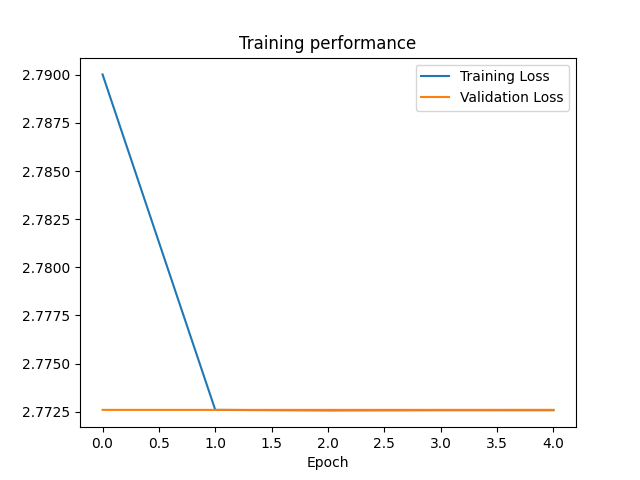 Training performance
Training Loss
Validation Loss
2.7900
2.7875
2.7850
2.7825
2.7800
2.7775
2.7750
2.7725
0.0 0.5 1.0 1.5 2.0 2.5 3.0 3.5 4.0
Epoch